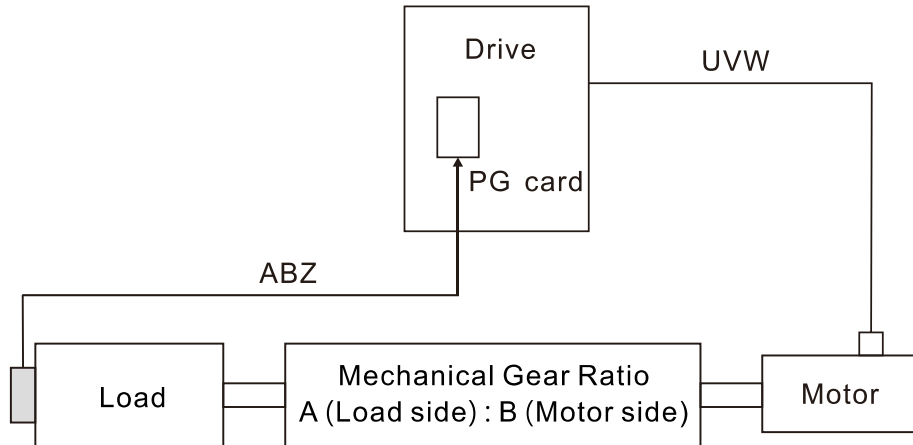 Drive
UVW
PG card
ABZ
Load
Mechanical Gear Ratio
A (Load side) : B (Motor side)
Motor